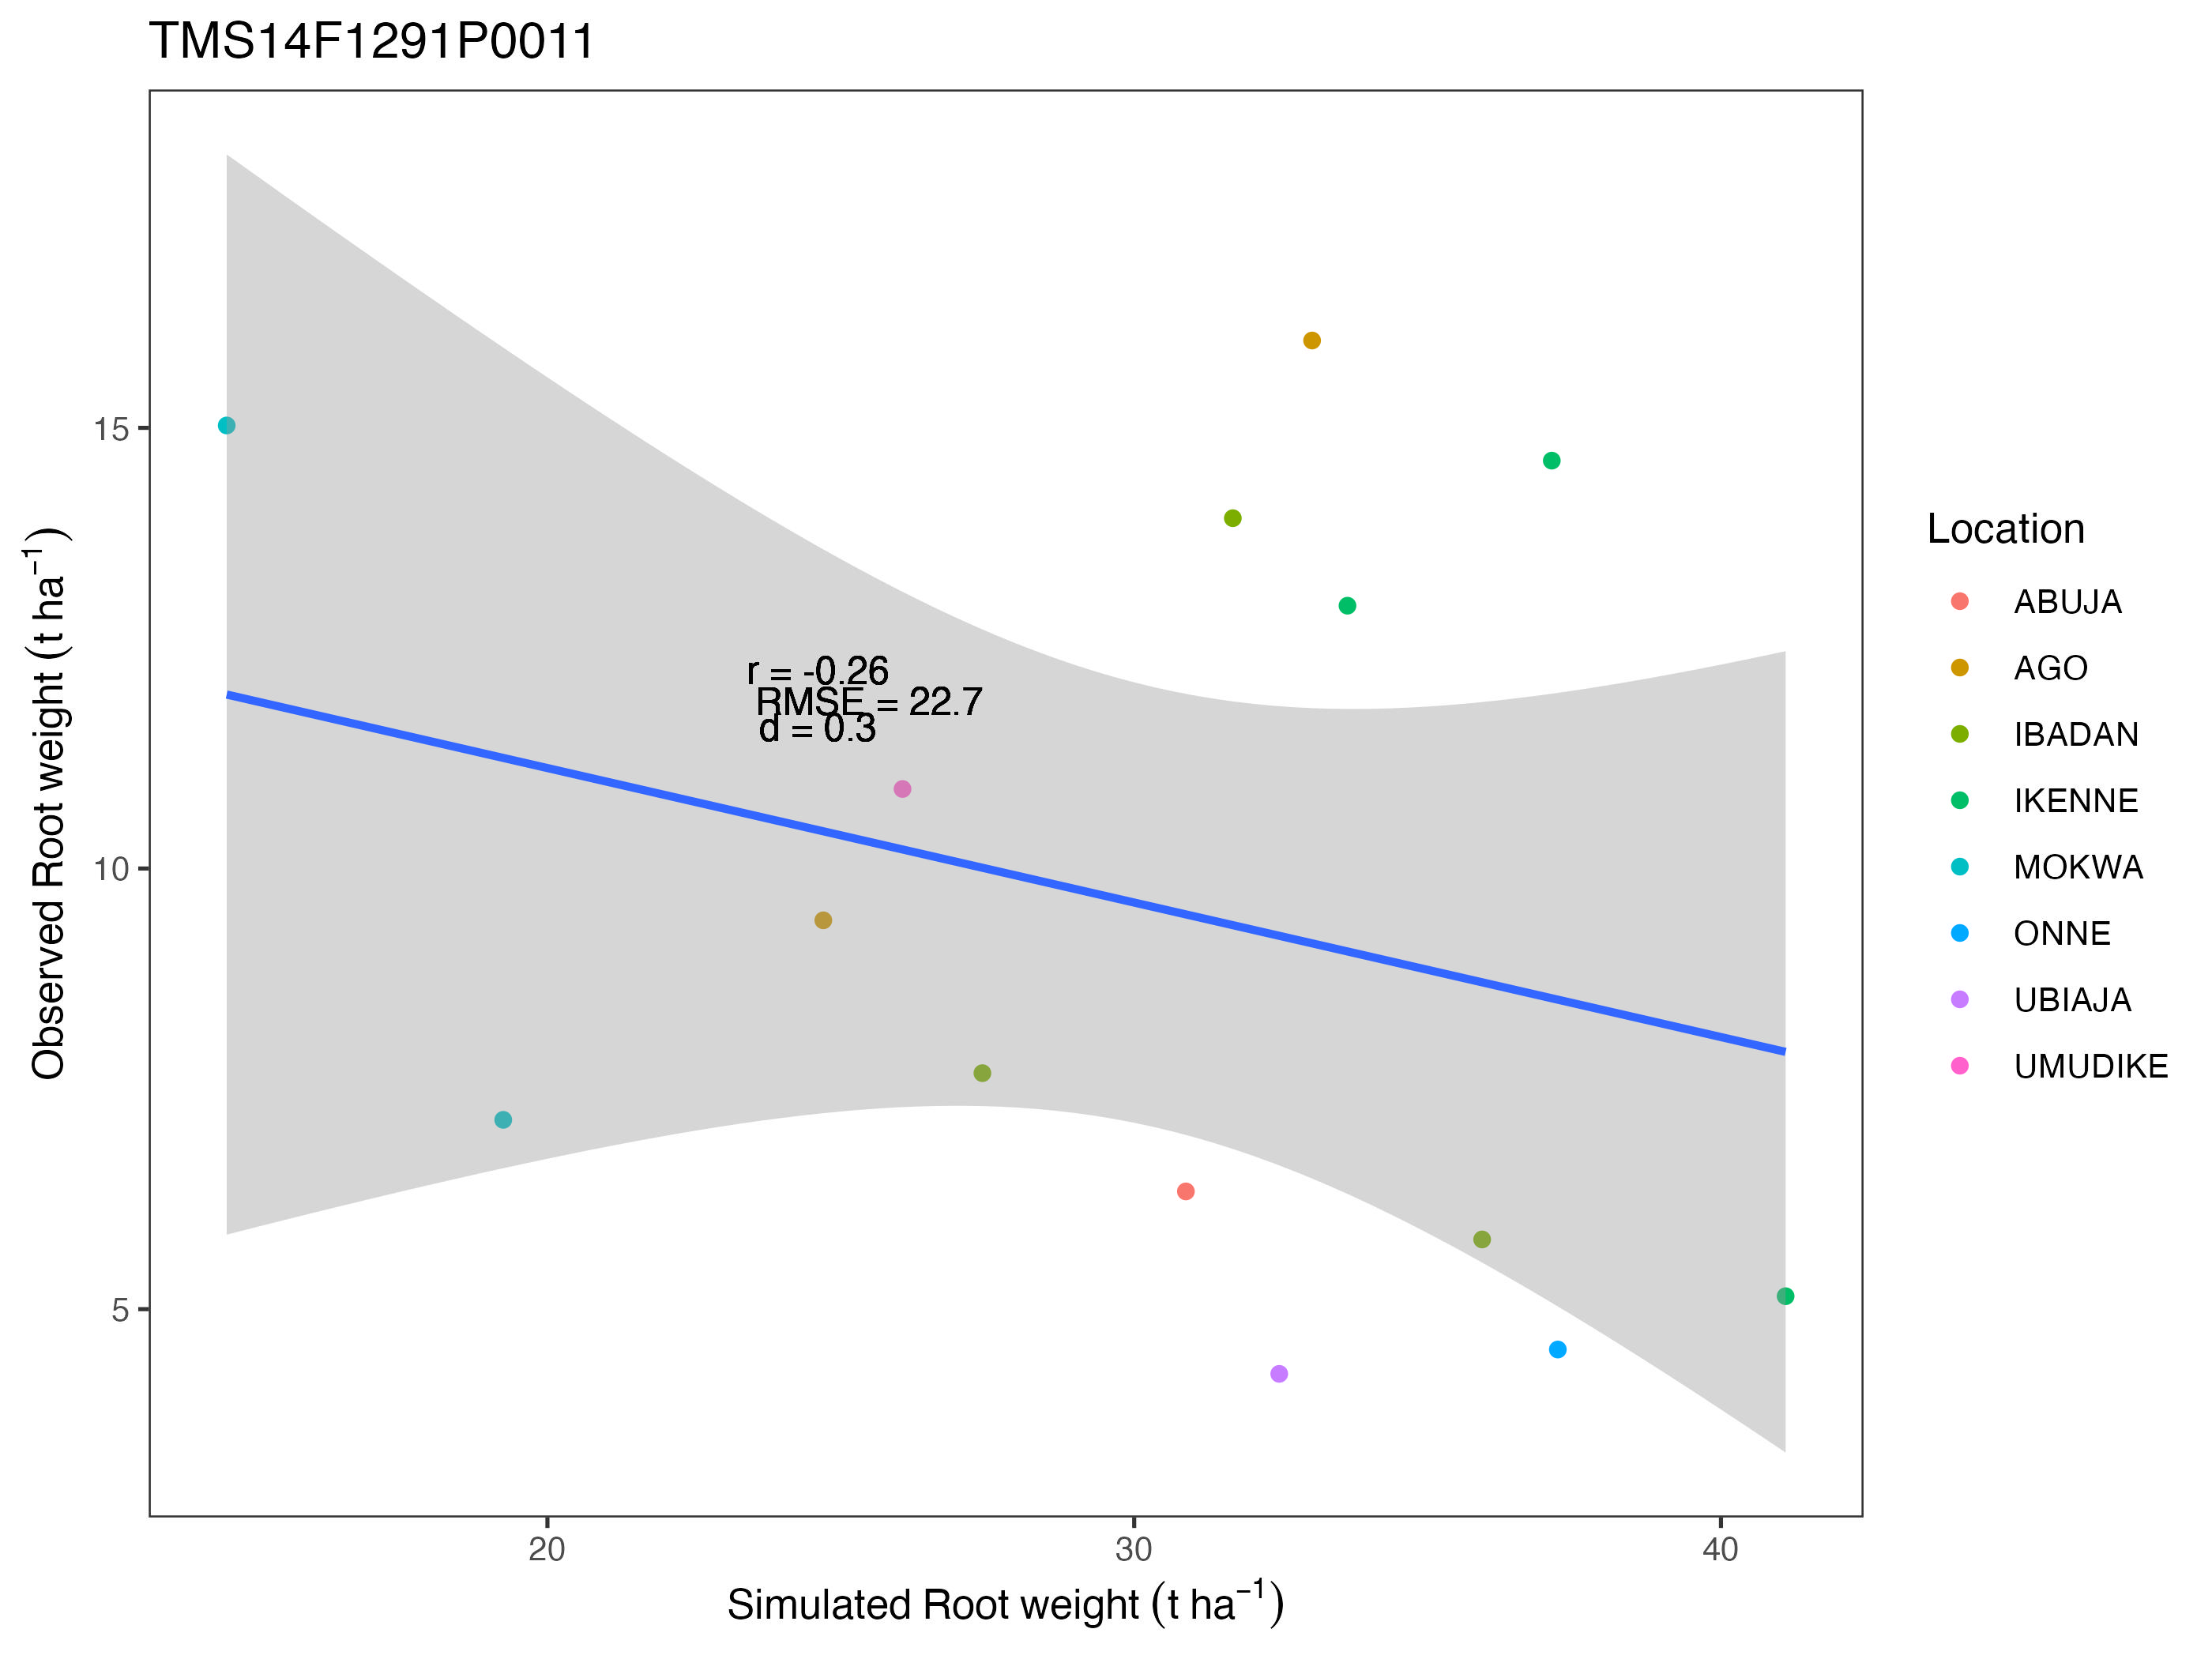 TMS14F1291P0011
Observed Root weight (t ha⁻¹)
15
10
5
r = -0.26
RMSE = 22.7
d = 0.3
20
30
40
Simulated Root weight (t ha⁻¹)
Location
ABUJA
AGO
IBADAN
IKENNE
MOKWA
ONNE
UBIAJA
UMUDIKE